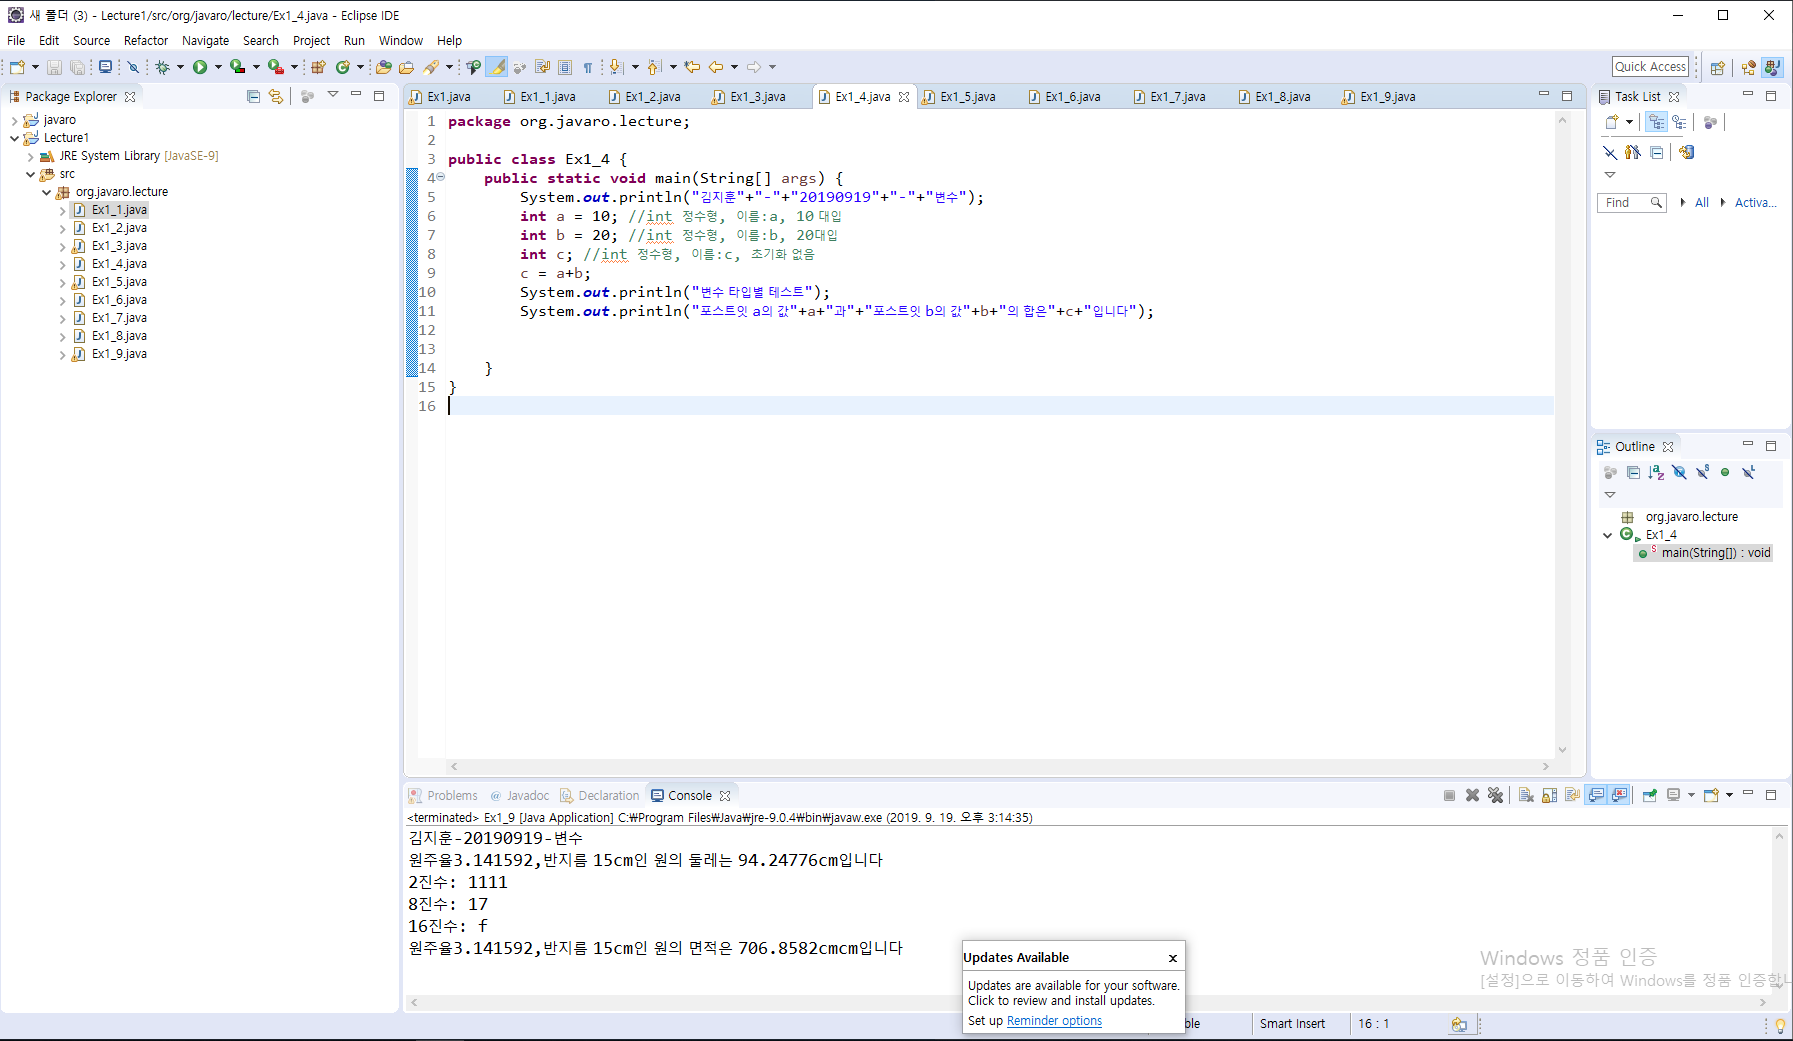 새 폴더 (3) - Lecture1/src/org/javaro/lecture/Ex1_4.java - Eclipse IDE
File Edit Source Refactor Navigate Search Project Run Window Help
Quick Access
Package Explorer
javaro
Lecture1
JRE System Library [JavaSE-9]
src
org.javaro.lecture
Ex1_1.java
Ex1_2.java
Ex1_3.java
Ex1_4.java
Ex1_5.java
Ex1_6.java
Ex1_7.java
Ex1_8.java
Ex1_9.java
Ex1.java Ex1_1.java Ex1_2.java Ex1_3.java Ex1_4.java Ex1_5.java Ex1_6.java Ex1_7.java Ex1_8.java Ex1_9.java
1 package org.javaro.lecture;
2
3 public class Ex1_4 {
4 public static void main(String[] args) {
5 System.out.println("김지훈"+"-"+"20190919"+"-"+"변수");
6 int a = 10; //int 정수형, 이름:a, 10 대입
7 int b = 20; //int 정수형, 이름:b, 20대입
8 int c; //int 정수형, 이름:c, 초기화 없음
9 c = a+b;
10 System.out.println("변수 타입별 테스트");
11 System.out.println("포스트잇 a의 값"+a+"과"+"포스트잇 b의 값"+b+"의 합은"+c+"입니다");
12
13
14 }
15 }
16
Task List
Find All Activa...
Outline
org.javaro.lecture
Ex1_4
main(String[]) : void
Problems @ Javadoc Declaration Console
<terminated> Ex1_9 [Java Application] C:₩Program Files₩Java₩jre-9.0.4₩bin₩javaw.exe (2019. 9. 19. 오후 3:14:35)
김지훈-20190919-변수
원주율3.141592,반지름 15cm인 원의 둘레는 94.24776cm입니다
2진수: 1111
8진수: 17
16진수: f
원주율3.141592,반지름 15cm인 원의 면적은 706.8582cmcm입니다
Updates Available
Updates are available for your software.
Click to review and install updates.
Set up Reminder options
Windows 정품 인증
[설정]으로 이동하여 Windows를 정품 인증합니
ble Smart Insert 16 : 1